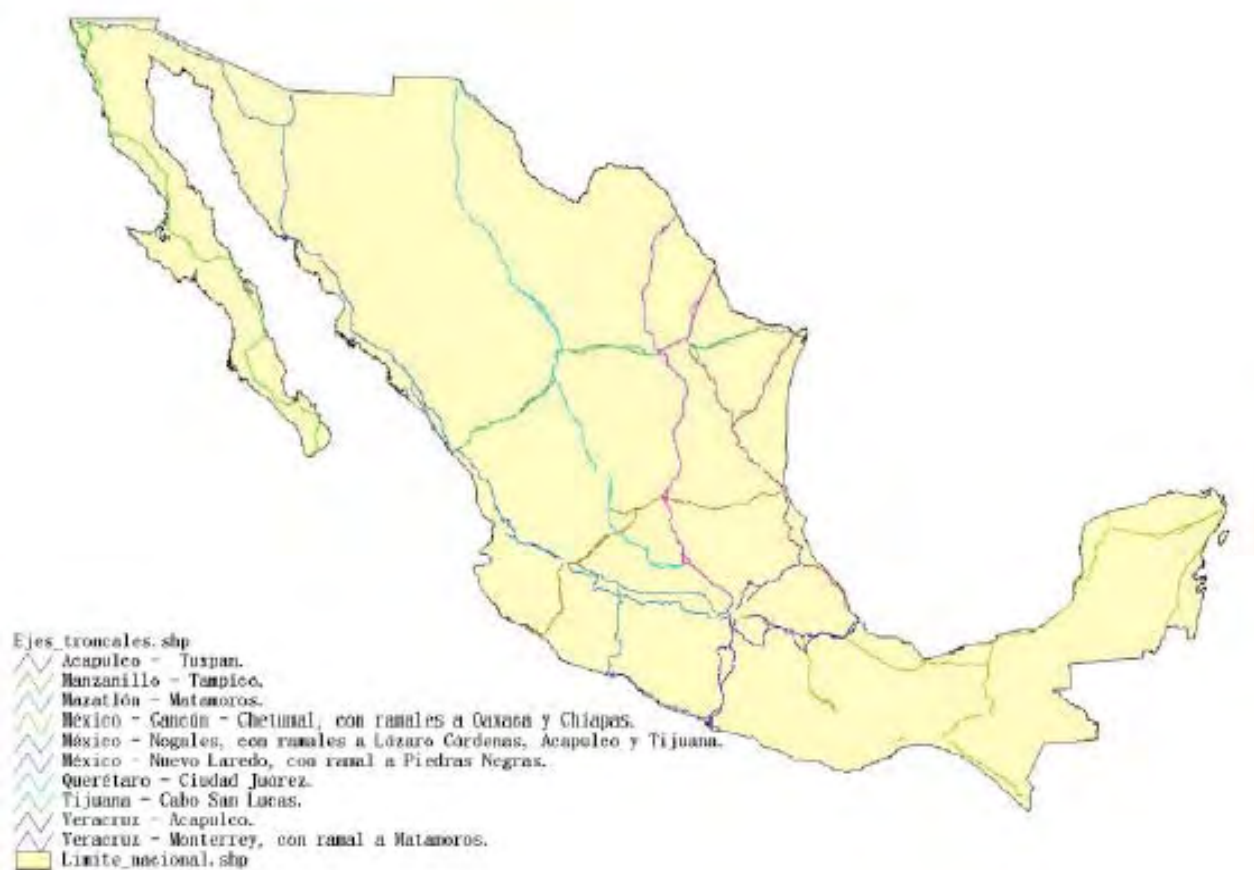 Ejes_troncales.shp
Acapulco - Tuxpan.
Manzanillo - Tampico.
Mazatlón - Matamoros.
México - Cancún - Chetumal, con ramales a Oaxaca y Chiapas.
México - Nogales, con ramales a Lázaro Cárdenas, Acapulco y Tijuana.
México - Nuevo Laredo, con ramal a Piedras Negras.
Querétaro - Ciudad Juárez.
Tijuana - Cabo San Lucas.
Veracruz - Acapulco.
Veracruz - Monterrey, con ramal a Matamoros.
Limite_nacional.shp